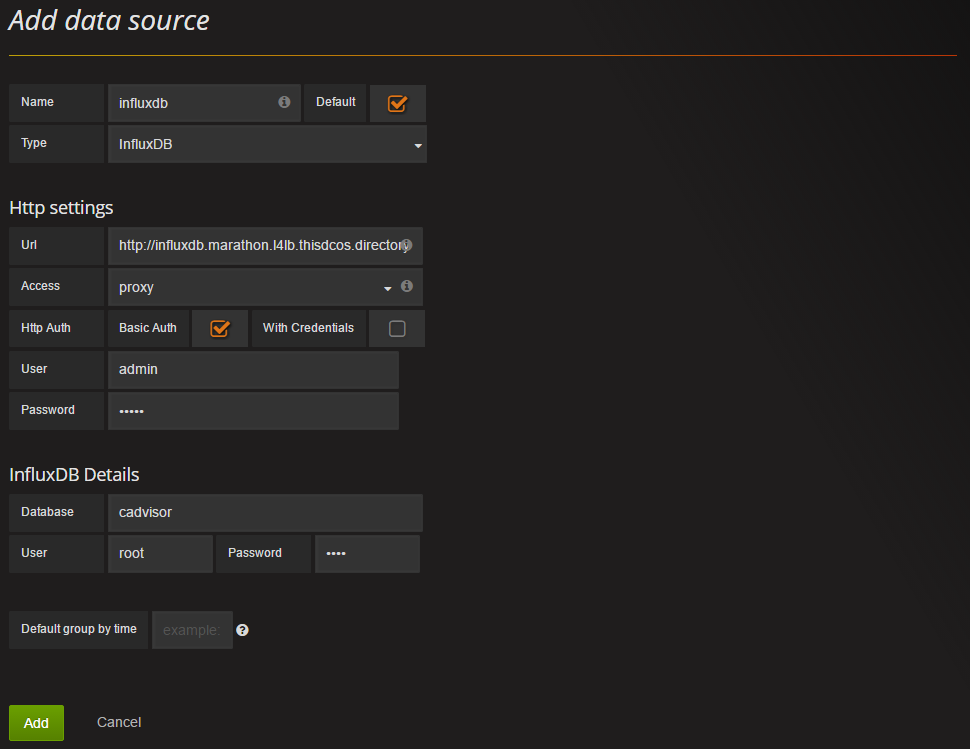 Add data source
Name influxdb Default
Type InfluxDB
Http settings
Url http://influxdb.marathon.l4lb.thisdcos.directory
Access proxy
Http Auth Basic Auth With Credentials
User admin
Password •••••
InfluxDB Details
Database cadvisor
User root Password ••••
Default group by time example:
Add Cancel